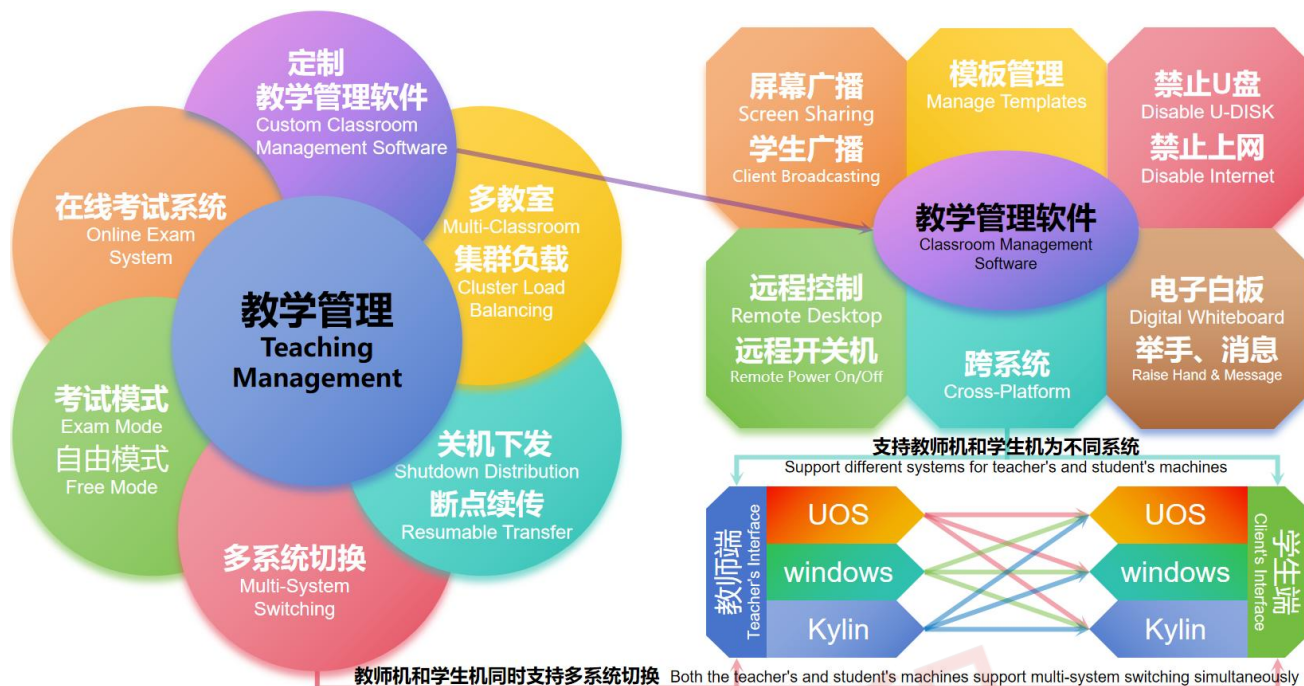 定制
教学管理软件
Custom Classroom
Management Software
在线考试系统
Online Exam
System
多教室
Multi-Classroom
集群负载
Cluster Load
Balancing
教学管理
Teaching
Management
考试模式
Exam Mode
自由模式
Free Mode
关机下发
Shutdown Distribution
断点续传
Resumable Transfer
多系统切换
Multi-System
Switching
屏幕广播
Screen Sharing
学生广播
Client Broadcasting
模板管理
Manage Templates
禁止U盘
Disable U-DISK
禁止上网
Disable Internet
教学管理软件
Classroom Management
Software
远程控制
Remote Desktop
远程开关机
Remote Power On/Off
跨系统
Cross-Platform
电子白板
Digital Whiteboard
举手、消息
Raise Hand & Message
支持教师机和学生机为不同系统
Support different systems for teacher's and student's machines
教师端
Teacher's Interface
UOS
windows
Kylin
UOS
windows
Kylin
Client's Interface
学生端
教师机和学生机同时支持多系统切换 Both the teacher's and student's machines support multi-system switching simultaneously